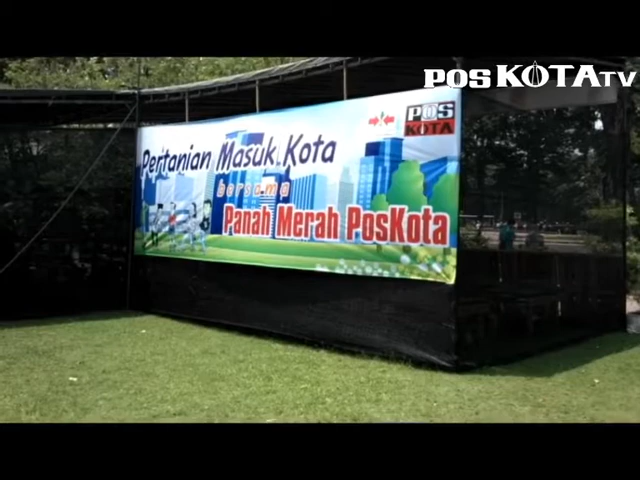 POSKOTATV
POS
KOTA
Pertanian Masuk Kota
bersama
Panah Merah PosKota